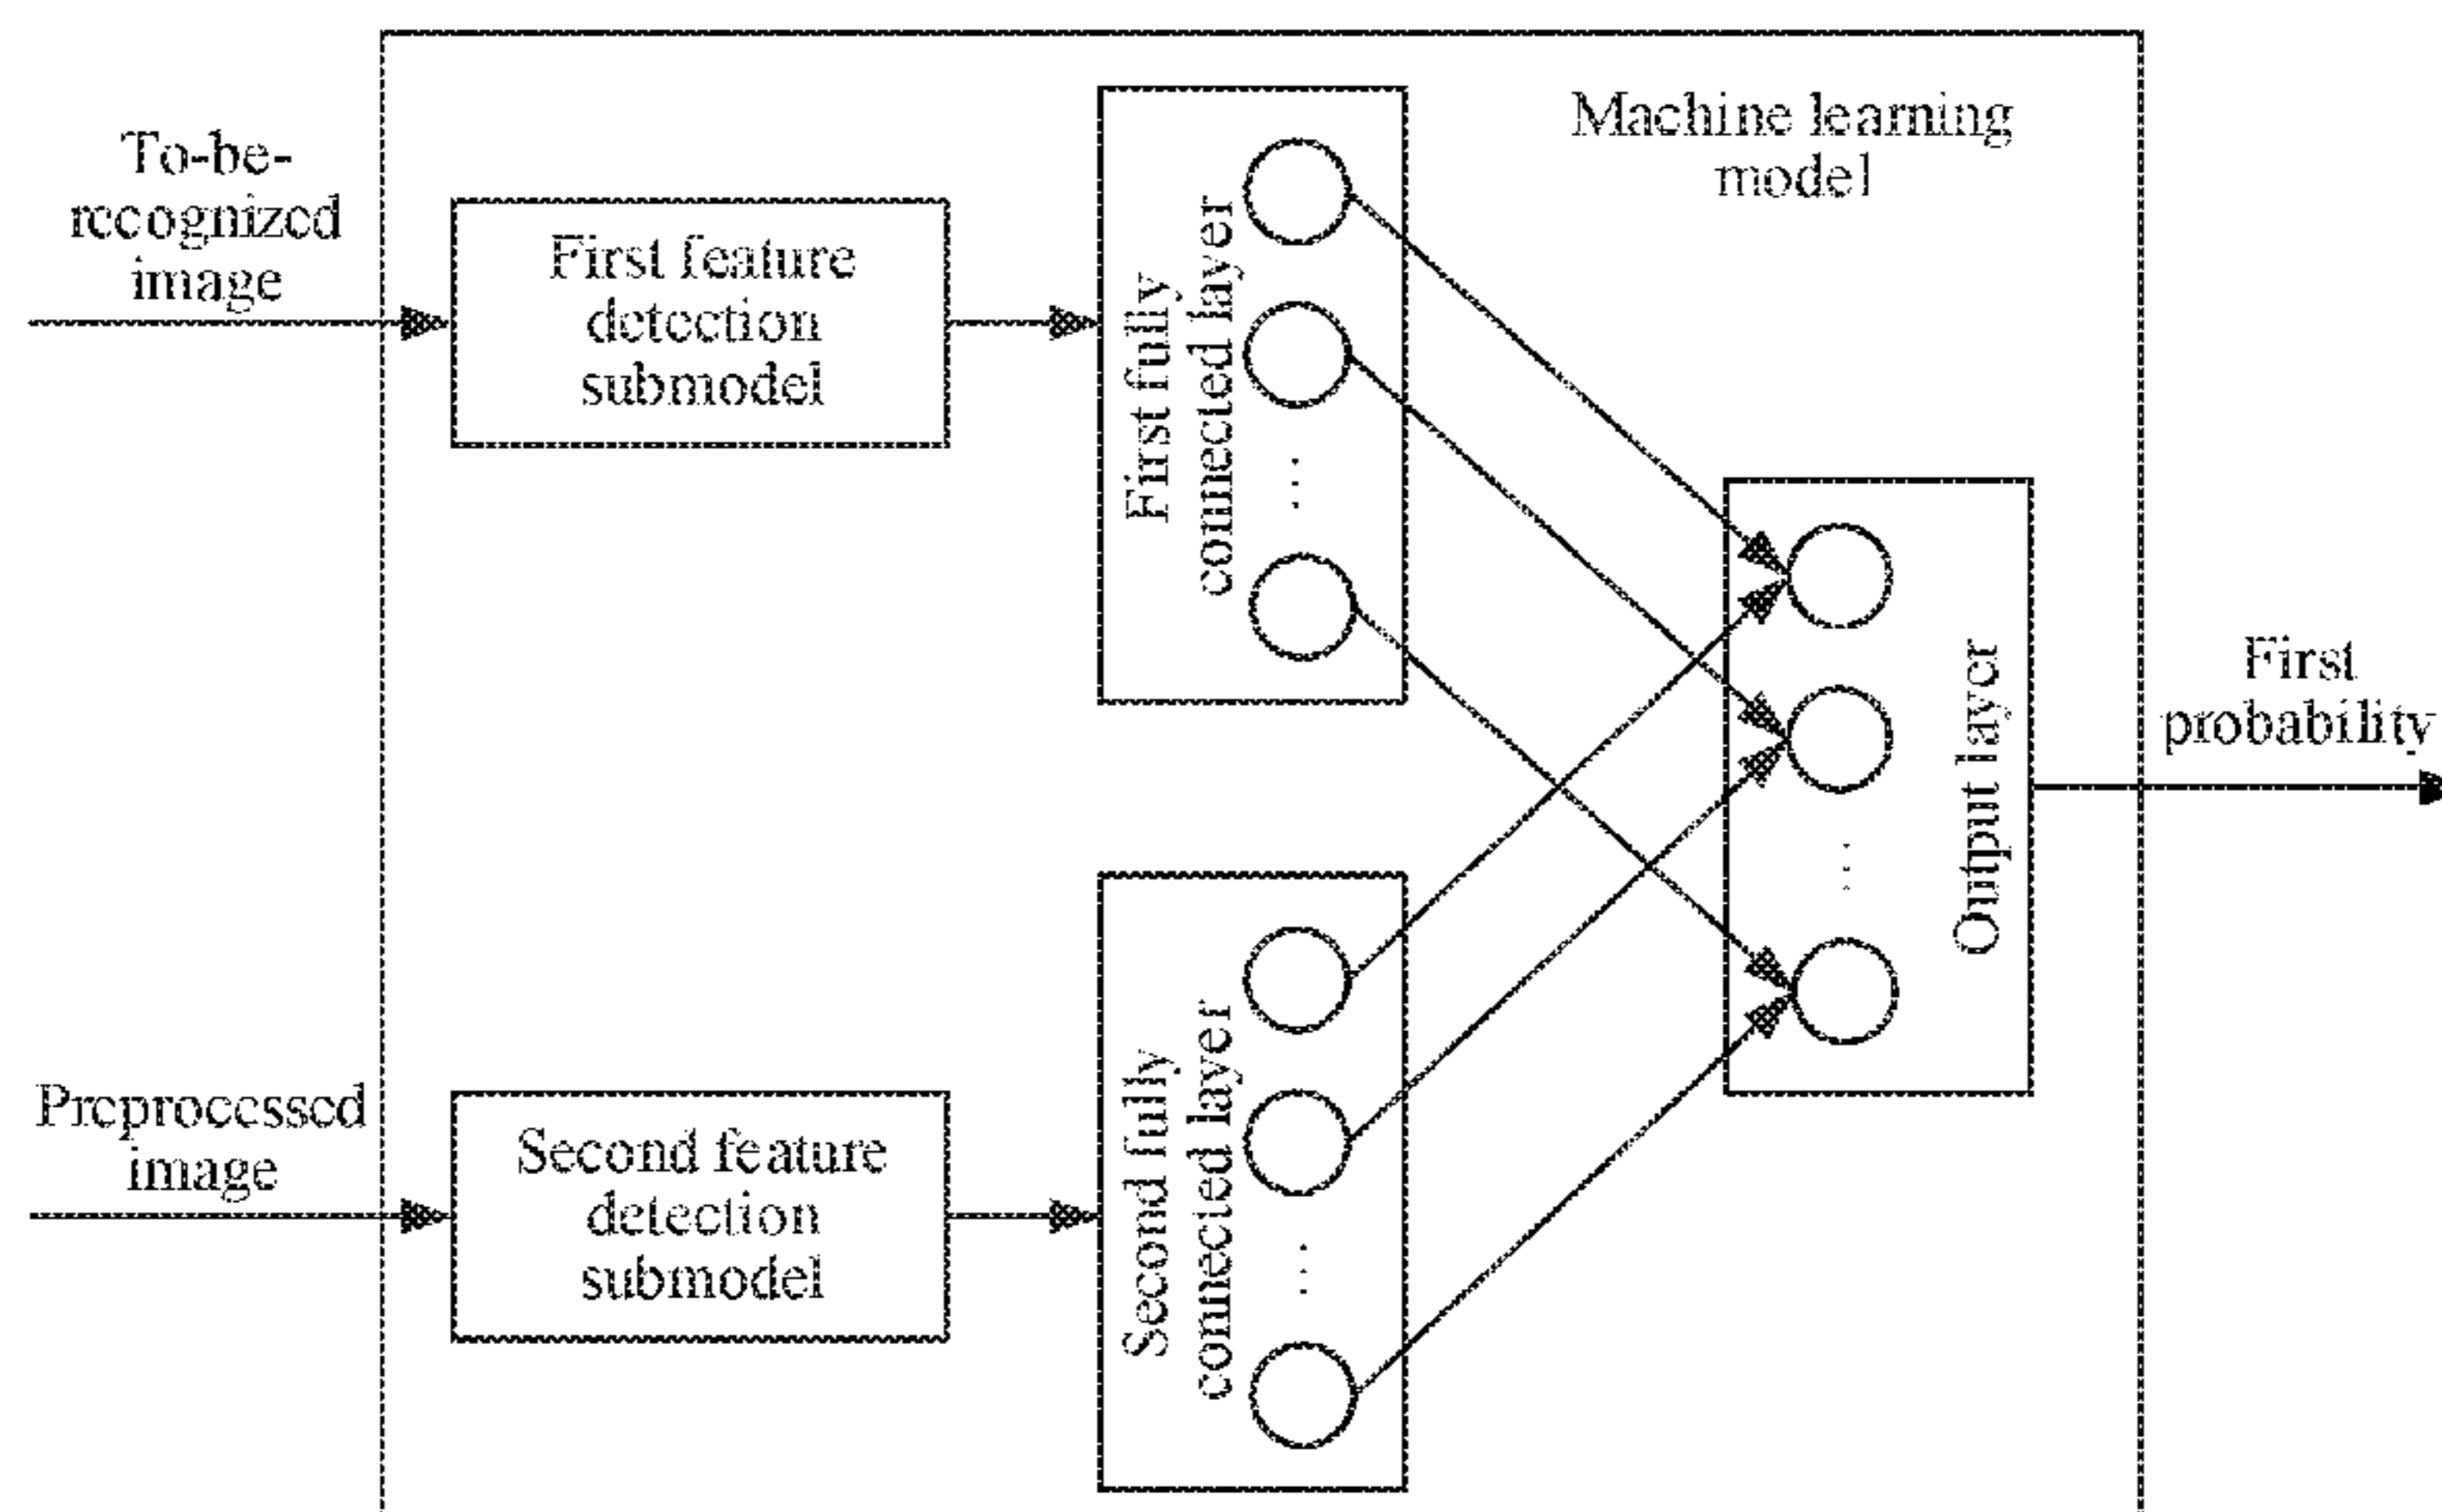 To-be-
recognized
image
First feature
detection
submodel
First fully
connected layer
...
Machine learning
model
Output layer
...
First
probability
Preprocessed
image
Second feature
detection
submodel
Second fully
connected layer
...